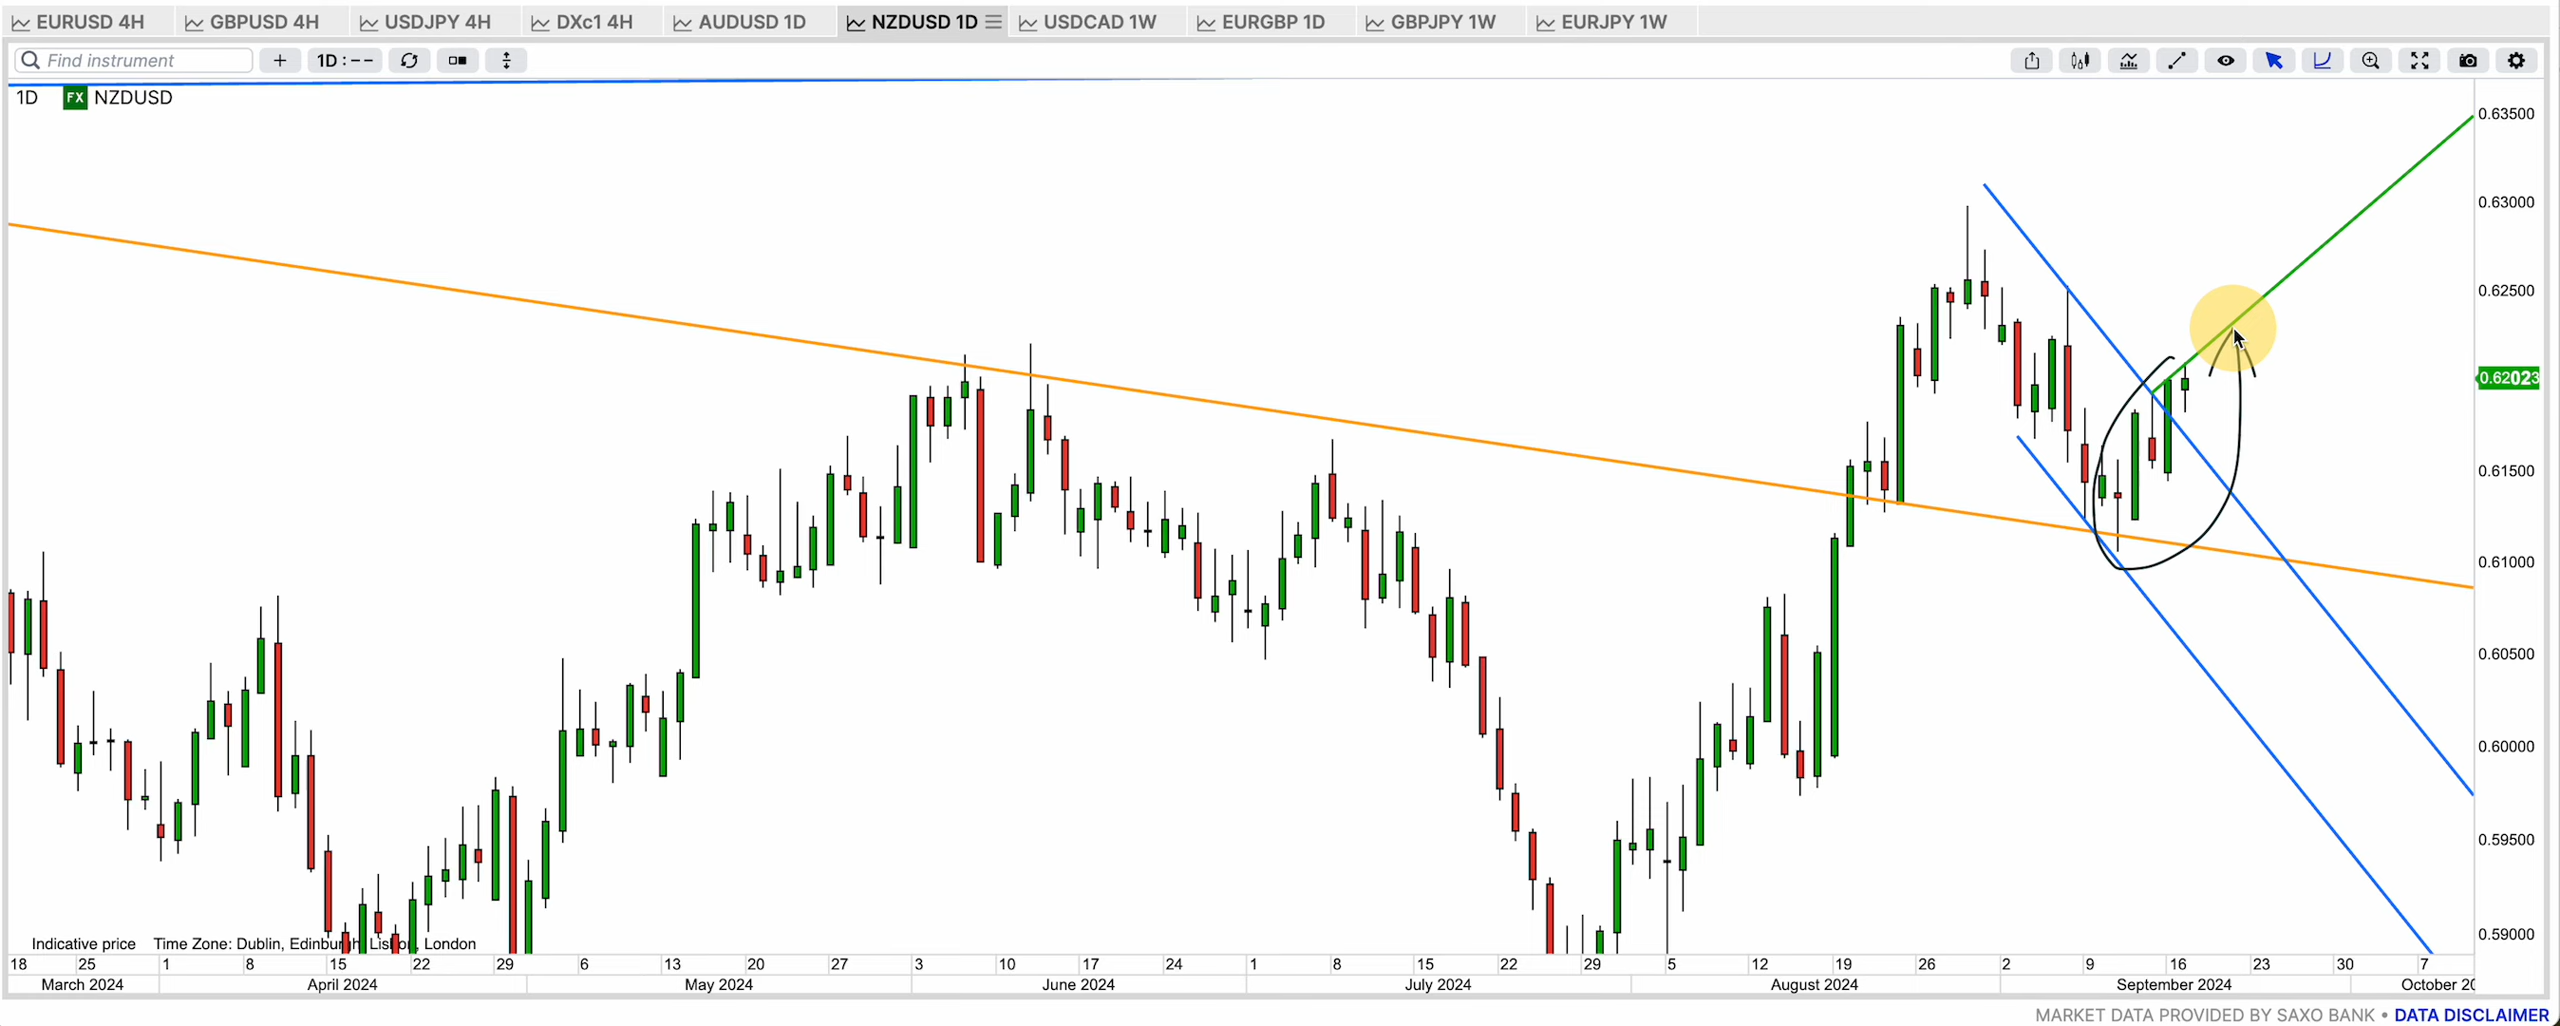 EURUSD 4H GBPUSD 4H USDJPY 4H DXc1 4H AUDUSD 1D NZDUSD 1D USDCAD 1W EURGBP 1D GBPJPY 1W EURJPY 1W
Find instrument + 1D : --
1D FX NZDUSD
0.63500
0.63000
0.62500
0.62023
0.61500
0.61000
0.60500
0.60000
0.59500
0.59000
Indicative price Time Zone: Dublin, Edinburgh, Lisbon, London
18 25 1 8 15 22 29 6 13 20 27 3 10 17 24 1 8 15 22 29 5 12 19 26 2 9 16 23 30 7
March 2024 April 2024 May 2024 June 2024 July 2024 August 2024 September 2024 October 20
MARKET DATA PROVIDED BY SAXO BANK • DATA DISCLAIMER